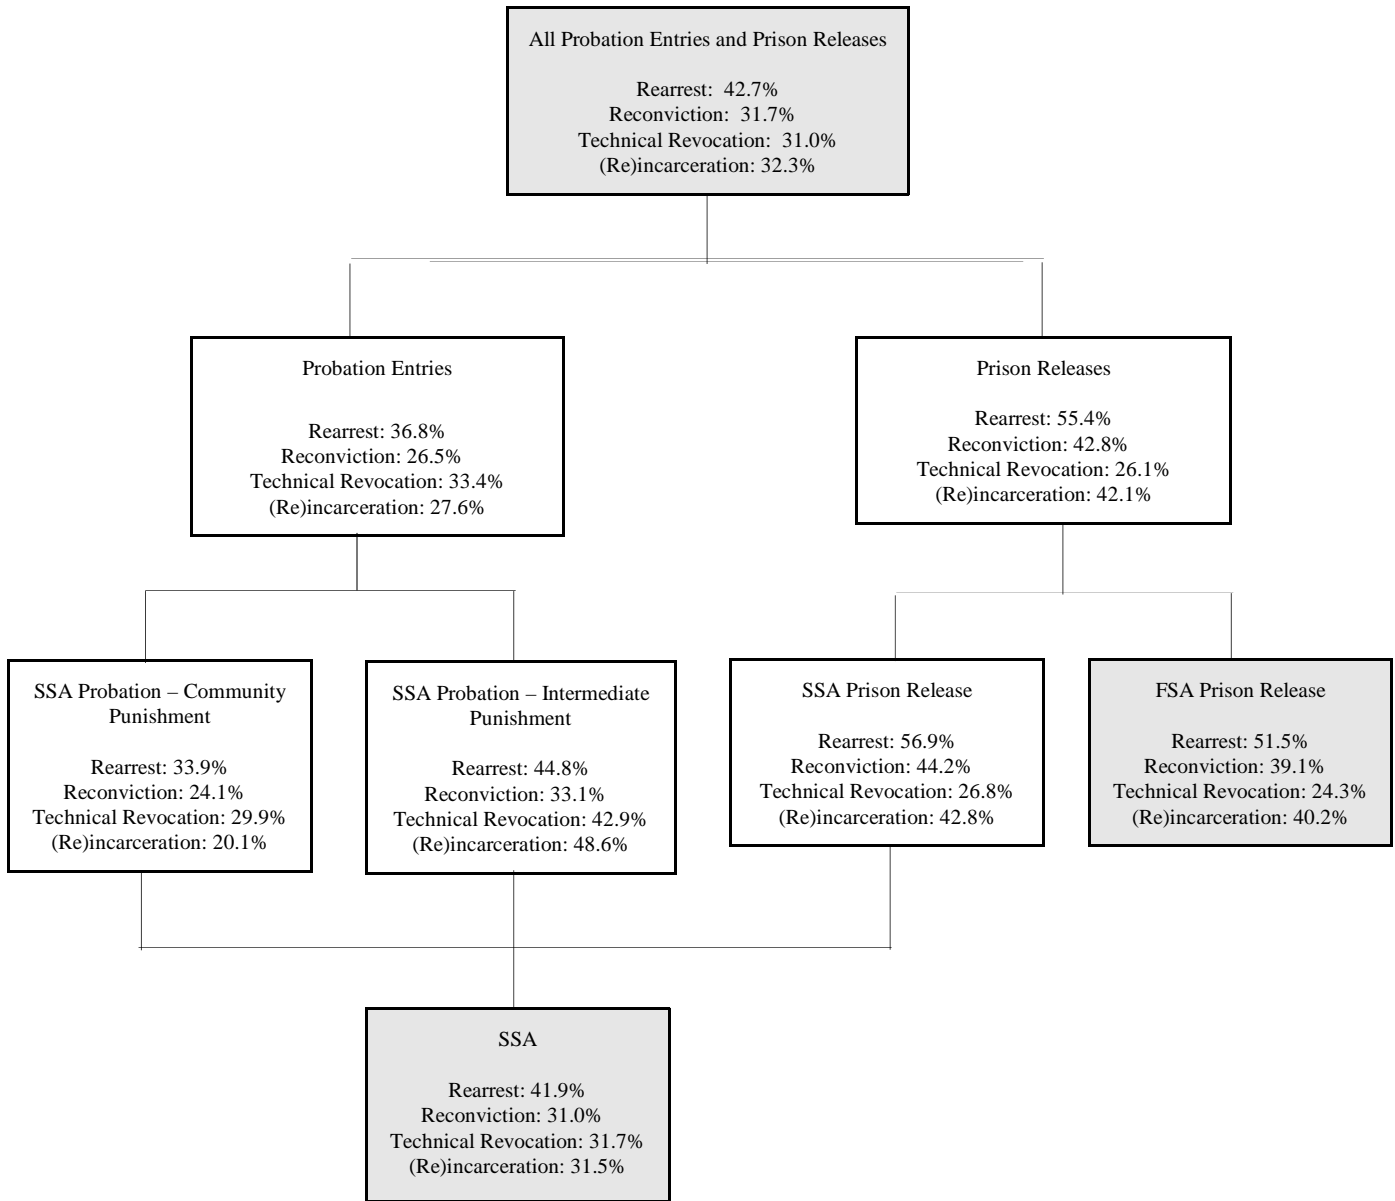 All Probation Entries and Prison Releases
Rearrest: 42.7%
Reconviction: 31.7%
Technical Revocation: 31.0%
(Re)incarceration: 32.3%
Probation Entries
Rearrest: 36.8%
Reconviction: 26.5%
Technical Revocation: 33.4%
(Re)incarceration: 27.6%
Prison Releases
Rearrest: 55.4%
Reconviction: 42.8%
Technical Revocation: 26.1%
(Re)incarceration: 42.1%
SSA Probation – Community
Punishment
Rearrest: 33.9%
Reconviction: 24.1%
Technical Revocation: 29.9%
(Re)incarceration: 20.1%
SSA Probation – Intermediate
Punishment
Rearrest: 44.8%
Reconviction: 33.1%
Technical Revocation: 42.9%
(Re)incarceration: 48.6%
SSA Prison Release
Rearrest: 56.9%
Reconviction: 44.2%
Technical Revocation: 26.8%
(Re)incarceration: 42.8%
FSA Prison Release
Rearrest: 51.5%
Reconviction: 39.1%
Technical Revocation: 24.3%
(Re)incarceration: 40.2%
SSA
Rearrest: 41.9%
Reconviction: 31.0%
Technical Revocation: 31.7%
(Re)incarceration: 31.5%